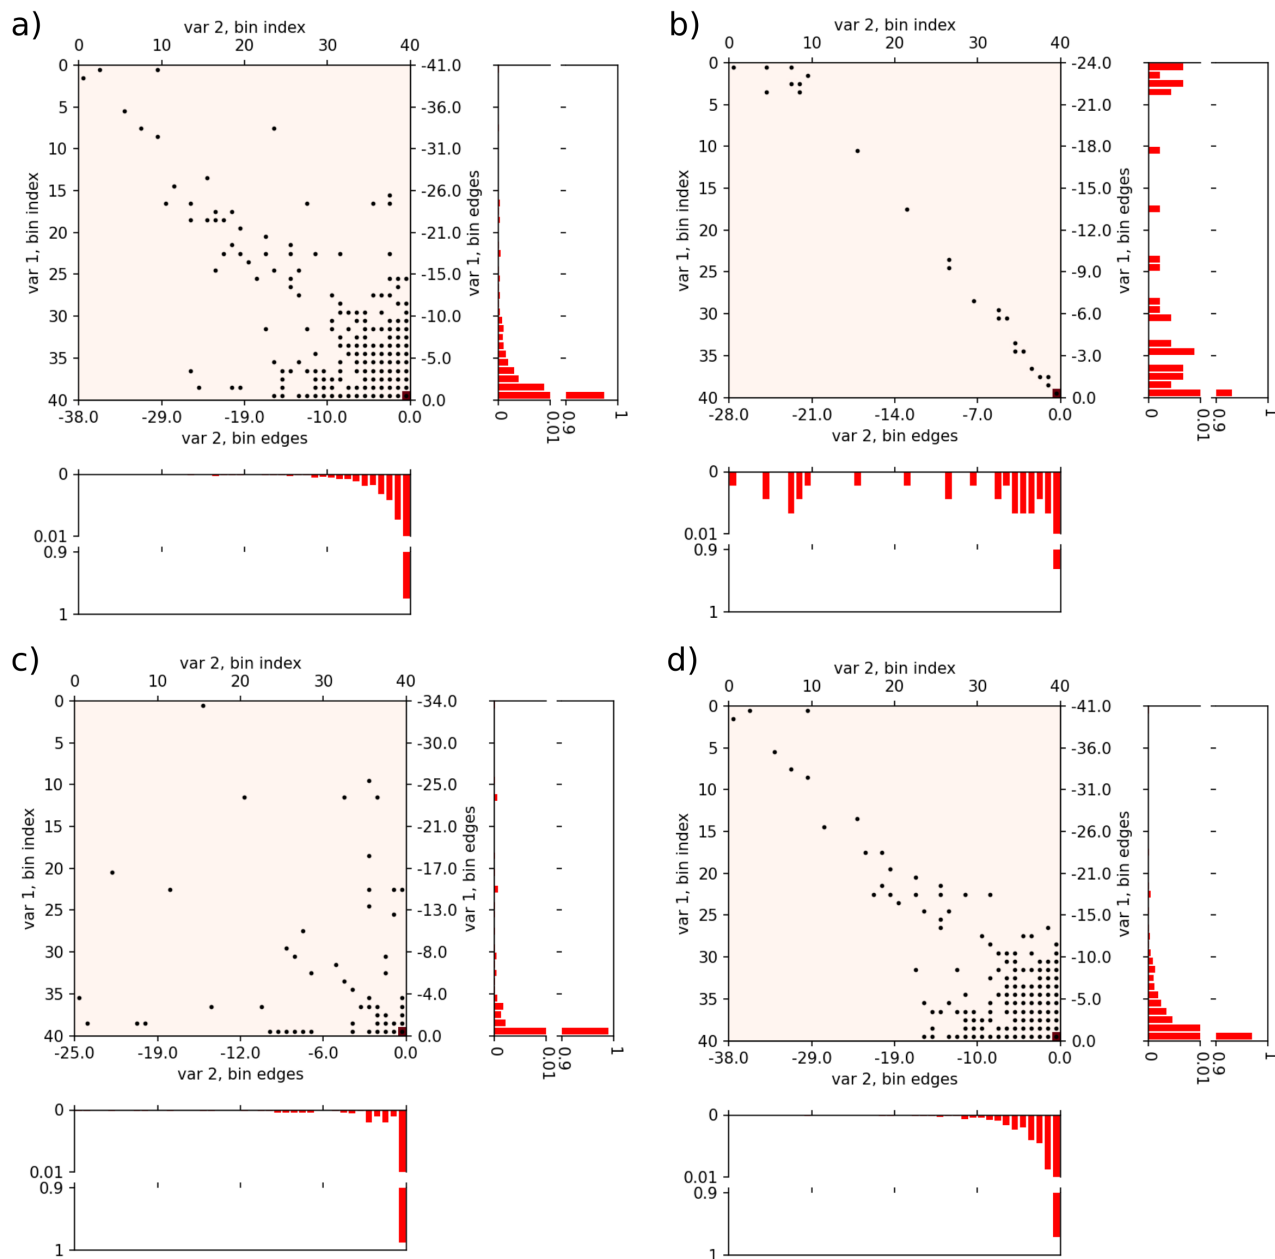 a)
var 2, bin index
0 10 20 30 40
0 5 10 15 20 25 30 35 40
var 1, bin index
-41.0 -36.0 -31.0 -26.0 -21.0 -15.0 -10.0 -5.0 0.0
var 1, bin edges
-38.0 -29.0 -19.0 -10.0 0.0
var 2, bin edges
0 0.01 0.9 1
0
0.01
0.9
1
b)
var 2, bin index
0 10 20 30 40
0 5 10 15 20 25 30 35 40
var 1, bin index
-24.0 -21.0 -18.0 -15.0 -12.0 -9.0 -6.0 -3.0 0.0
var 1, bin edges
-28.0 -21.0 -14.0 -7.0 0.0
var 2, bin edges
0 0.01 0.9 1
0
0.01
0.9
1
c)
var 2, bin index
0 10 20 30 40
0 5 10 15 20 25 30 35 40
var 1, bin index
-34.0 -30.0 -25.0 -21.0 -17.0 -13.0 -8.0 -4.0 0.0
var 1, bin edges
-25.0 -19.0 -12.0 -6.0 0.0
var 2, bin edges
0 0.01 0.9 1
0
0.01
0.9
1
d)
var 2, bin index
0 10 20 30 40
0 5 10 15 20 25 30 35 40
var 1, bin index
-41.0 -36.0 -31.0 -26.0 -21.0 -15.0 -10.0 -5.0 0.0
var 1, bin edges
-38.0 -29.0 -19.0 -10.0 0.0
var 2, bin edges
0 0.01 0.9 1
0
0.01
0.9
1